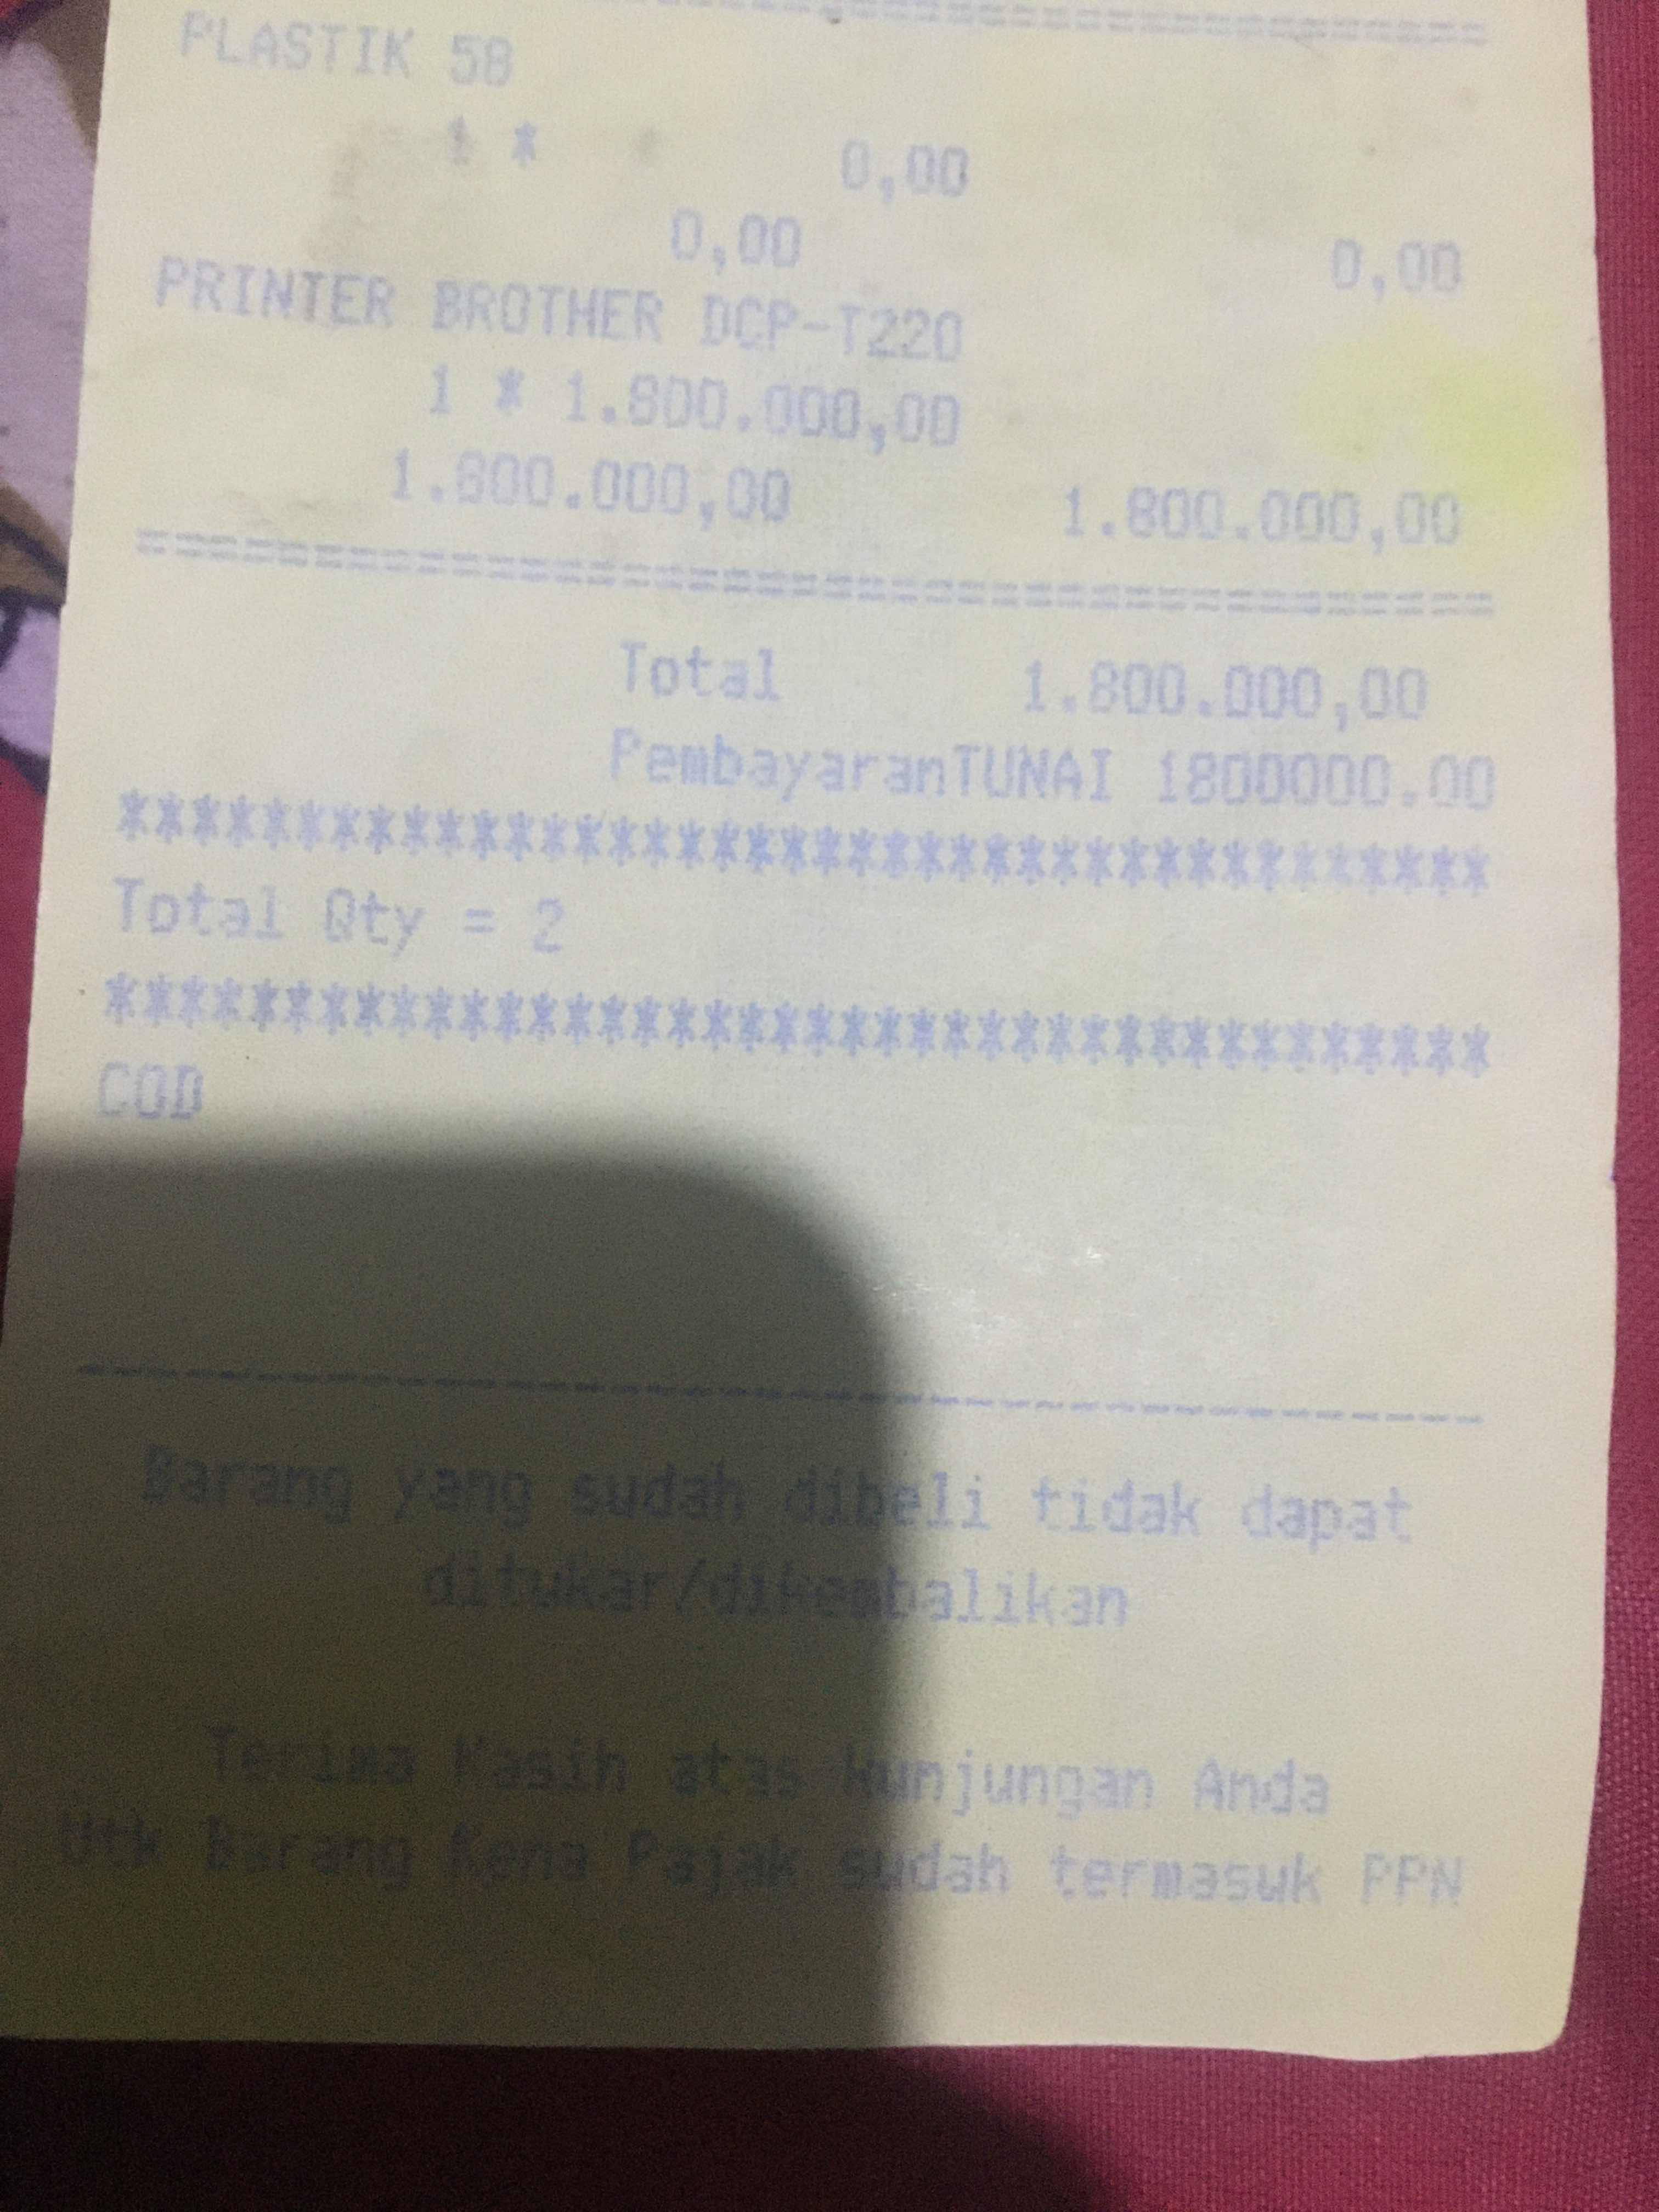 PLASTIK 58
1 * 0,00
0,00 0,00
PRINTER BROTHER DCP-T220
1 * 1.800.000,00
1.800.000,00 1.800.000,00
================================
Total 1.800.000,00
PembayaranTUNAI 1800000.00
****************************************
Total Qty = 2
****************************************
COD
----------------------------------------
Barang yang sudah dibeli tidak dapat
ditukar/dikembalikan
Terima Kasih atas kunjungan Anda
Utk Barang Kena Pajak sudah termasuk PPN